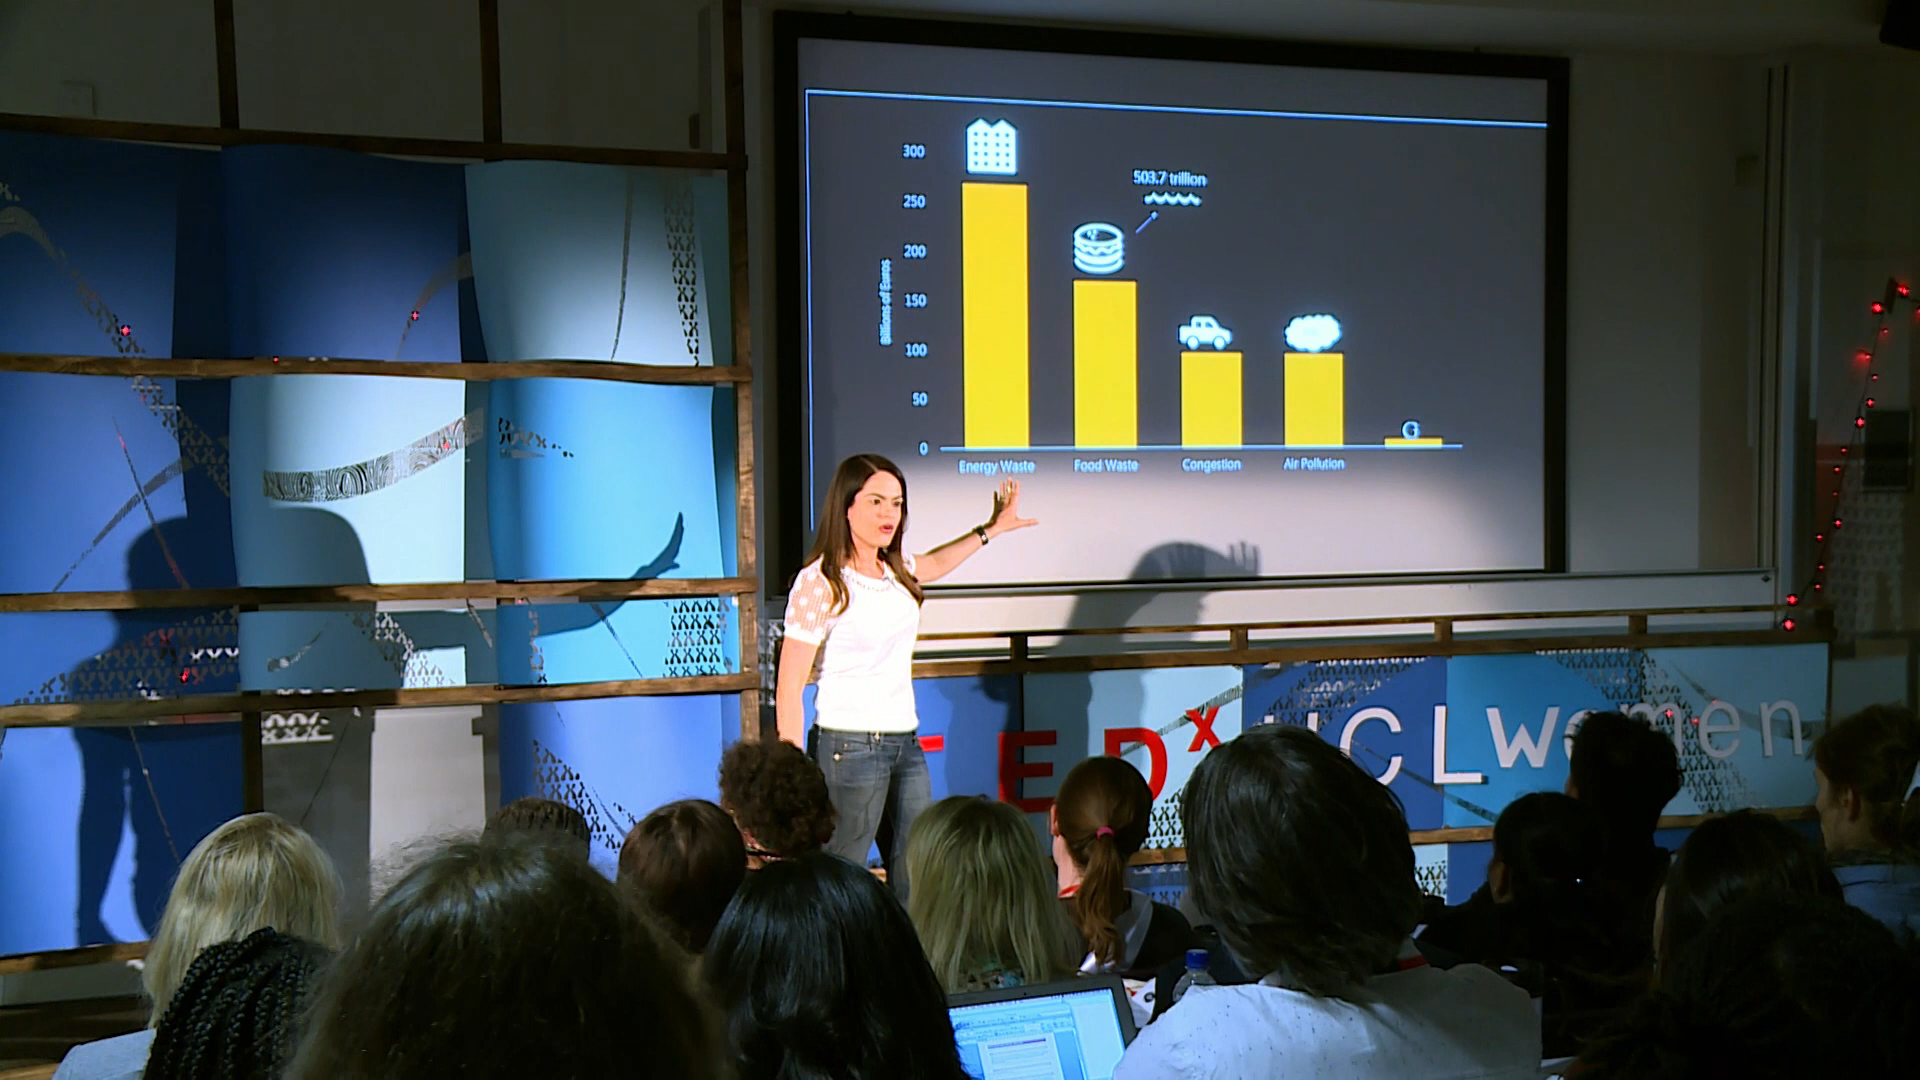 300
503.7 trillion
250
200
150
Billions of Euros
100
50
G
0
Energy Waste
Food Waste
Congestion
Air Pollution
TEDx UCLWomen